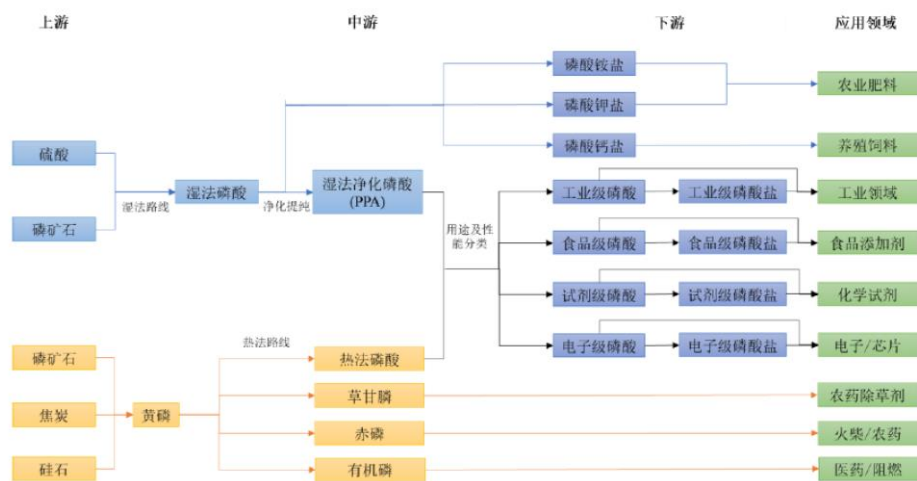 上游
中游
下游
应用领域
磷酸铵盐
农业肥料
磷酸钾盐
硫酸
磷酸钙盐
养殖饲料
湿法磷酸
湿法净化磷酸
(PPA)
工业级磷酸
工业级磷酸盐
工业领域
湿法路线
净化提纯
磷矿石
用途及性
能分类
食品级磷酸
食品级磷酸盐
食品添加剂
试剂级磷酸
试剂级磷酸盐
化学试剂
热法路线
磷矿石
热法磷酸
电子级磷酸
电子级磷酸盐
电子/芯片
草甘膦
农药除草剂
焦炭
黄磷
赤磷
火柴/农药
硅石
有机磷
医药/阻燃